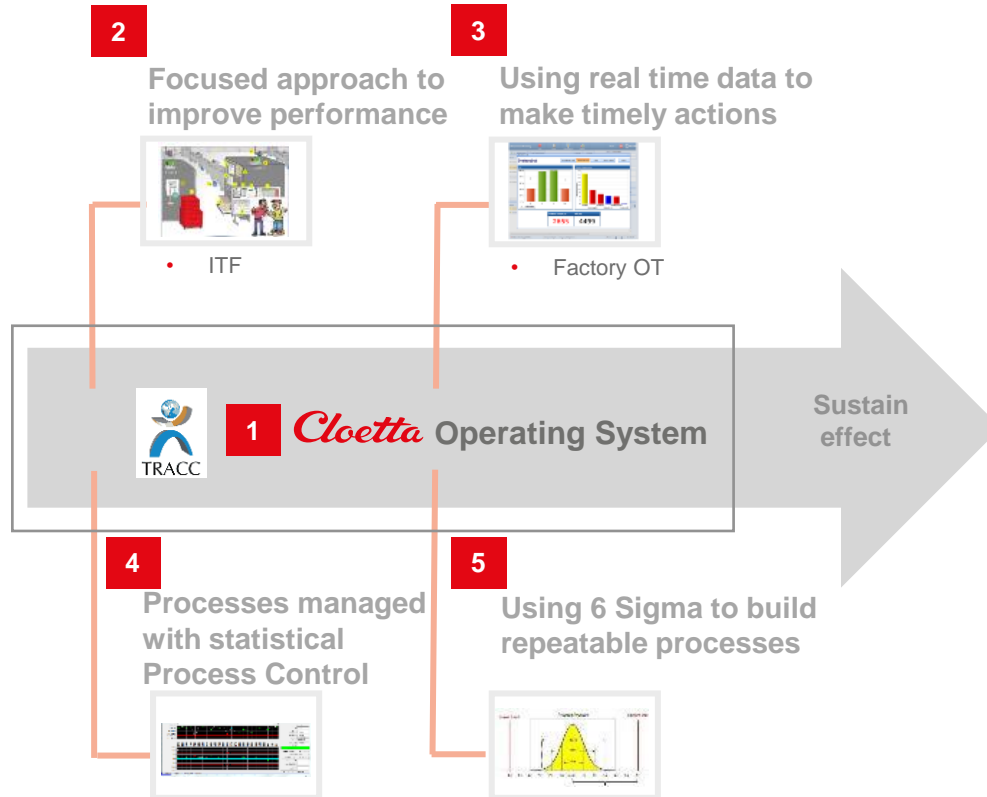 2
3
Focused approach to
improve performance
Using real time data to
make timely actions
• ITF
• Factory OT
TRACC
1
Cloetta Operating System
Sustain
effect
4
5
Processes managed
with statistical
Process Control
Using 6 Sigma to build
repeatable processes